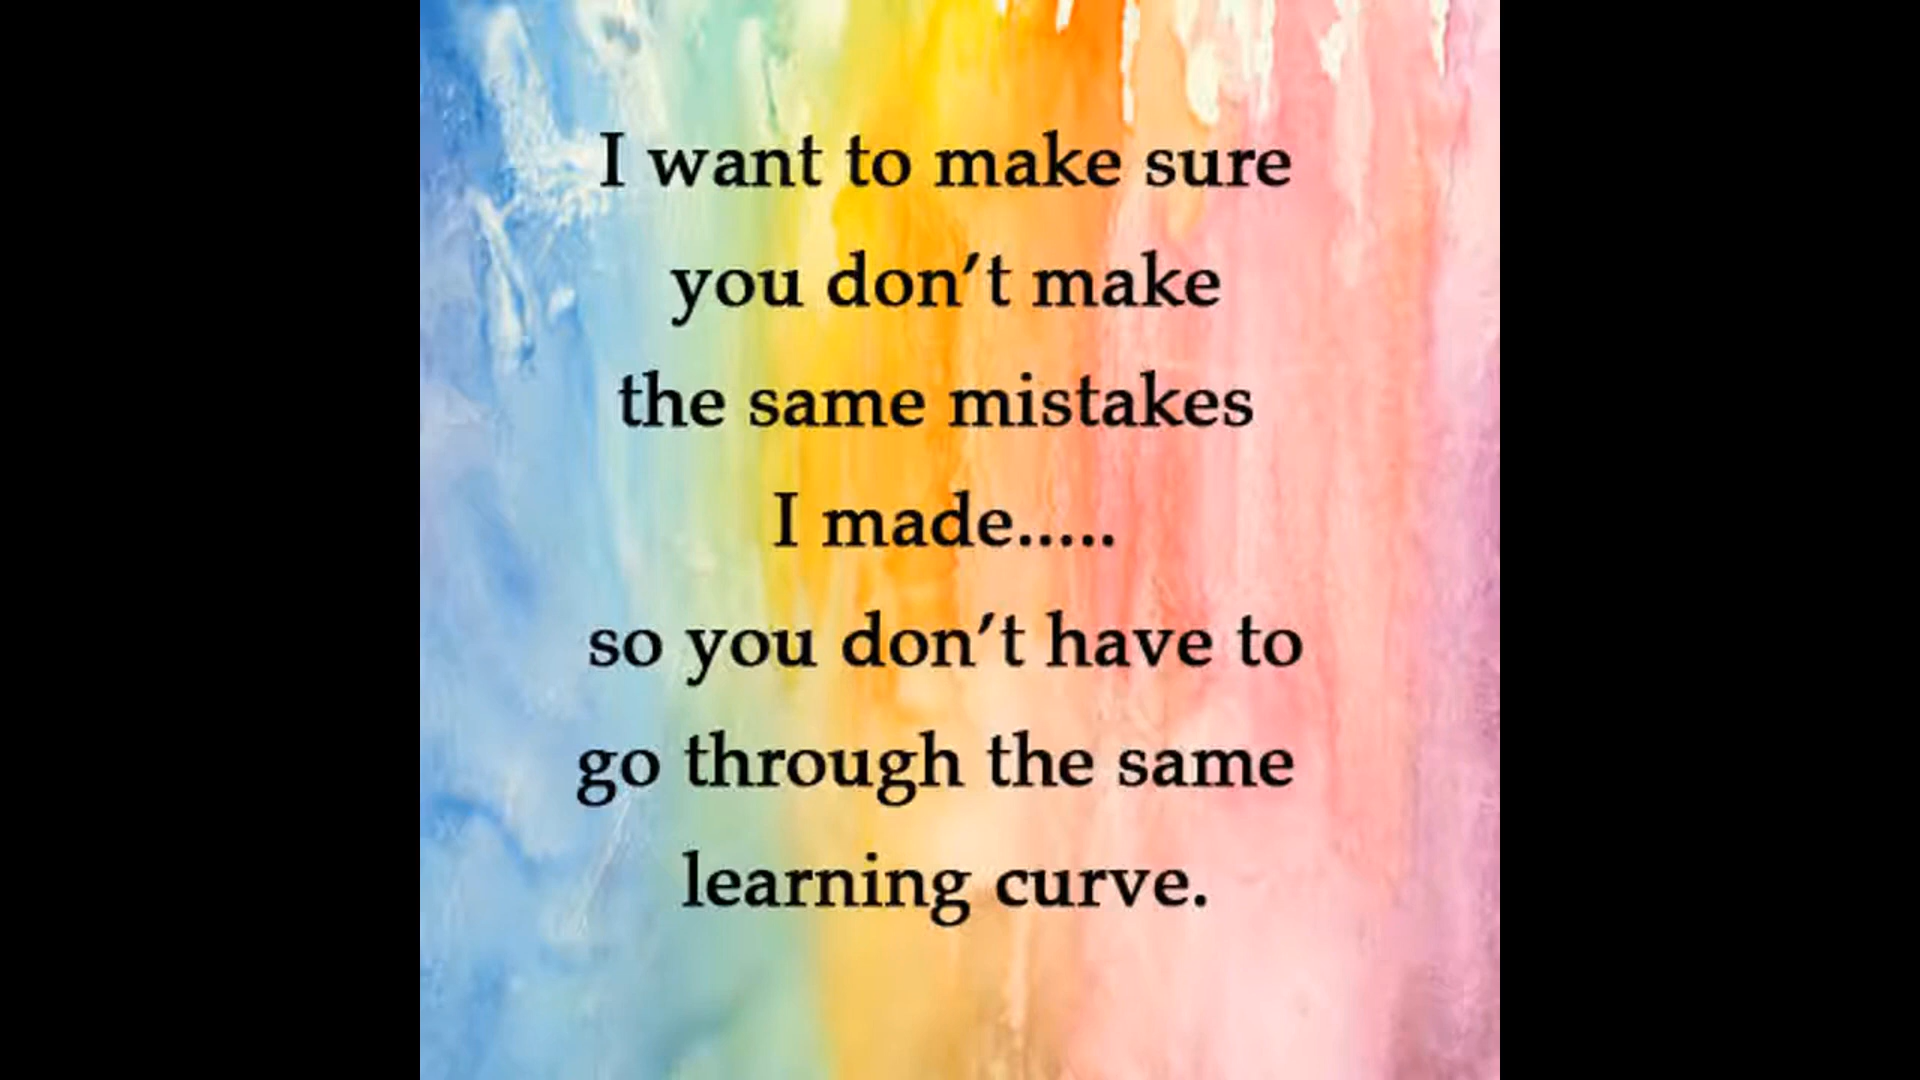 I want to make sure
you don't make
the same mistakes
I made.....
so you don't have to
go through the same
learning curve.